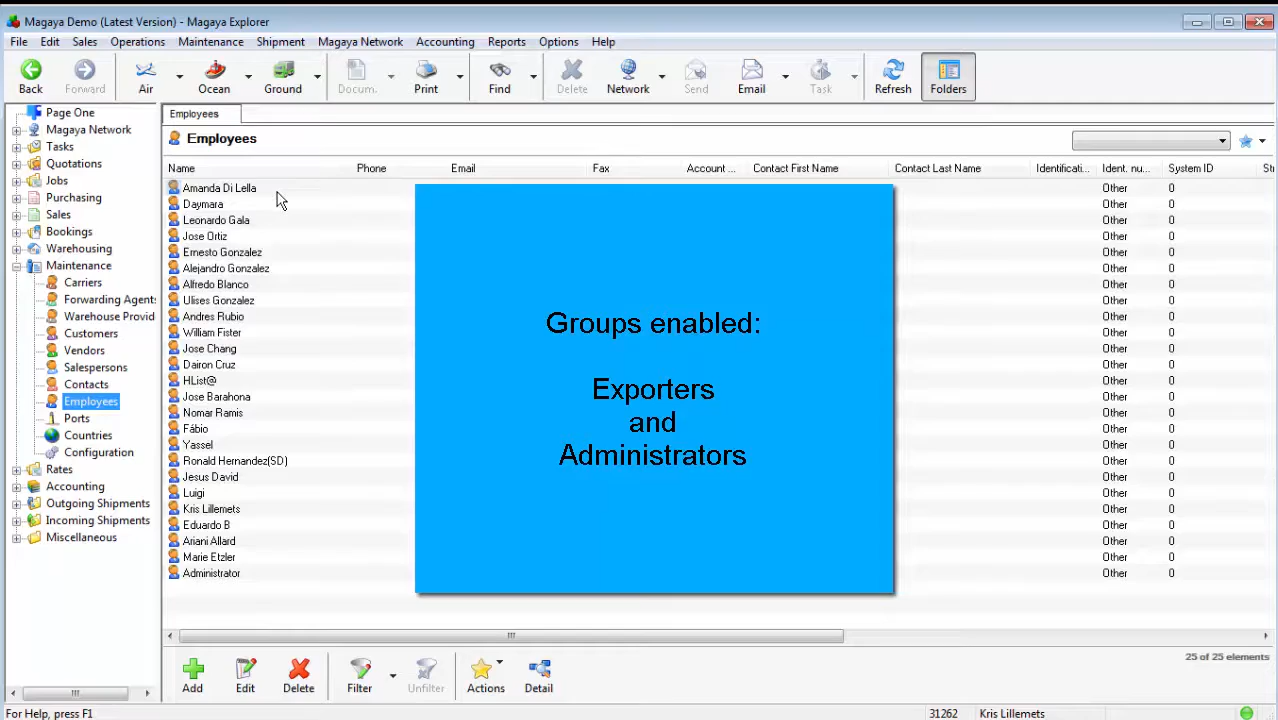 Magaya Demo (Latest Version) - Magaya Explorer
File Edit Sales Operations Maintenance Shipment Magaya Network Accounting Reports Options Help
Back Forward Air Ocean Ground Docum. Print Find Delete Network Send Email Task Refresh Folders
Page One
Magaya Network
Tasks
Quotations
Jobs
Purchasing
Sales
Bookings
Warehousing
Maintenance
Carriers
Forwarding Agents
Warehouse Provid
Customers
Vendors
Salespersons
Contacts
Employees
Ports
Countries
Configuration
Rates
Accounting
Outgoing Shipments
Incoming Shipments
Miscellaneous
Employees
Employees
Name Phone Email Fax Account ... Contact First Name Contact Last Name Identificati... Ident. nu... System ID Str
Amanda Di Lella Other 0
Daymara Other 0
Leonardo Gala Other 0
Jose Ortiz Other 0
Ernesto Gonzalez Other 0
Alejandro Gonzalez Other 0
Alfredo Blanco Other 0
Ulises Gonzalez Other 0
Andres Rubio Other 0
William Fister Other 0
Jose Chang Other 0
Dairon Cruz Other 0
HList@ Other 0
Jose Barahona Other 0
Nomar Ramis Other 0
Fábio Other 0
Yassel Other 0
Ronald Hernandez(SD) Other 0
Jesus David Other 0
Luigi Other 0
Kris Lillemets Other 0
Eduardo B Other 0
Ariani Allard Other 0
Marie Etzler Other 0
Administrator Other 0
Groups enabled:
Exporters
and
Administrators
25 of 25 elements
Add Edit Delete Filter Unfilter Actions Detail
For Help, press F1 31262 Kris Lillemets